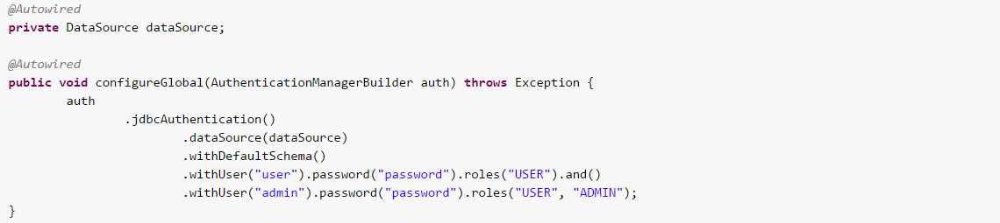 @Autowired
private DataSource dataSource;
@Autowired
public void configureGlobal(AuthenticationManagerBuilder auth) throws Exception {
auth
.jdbcAuthentication()
.dataSource(dataSource)
.withDefaultSchema()
.withUser("user").password("password").roles("USER").and()
.withUser("admin").password("password").roles("USER", "ADMIN");
}